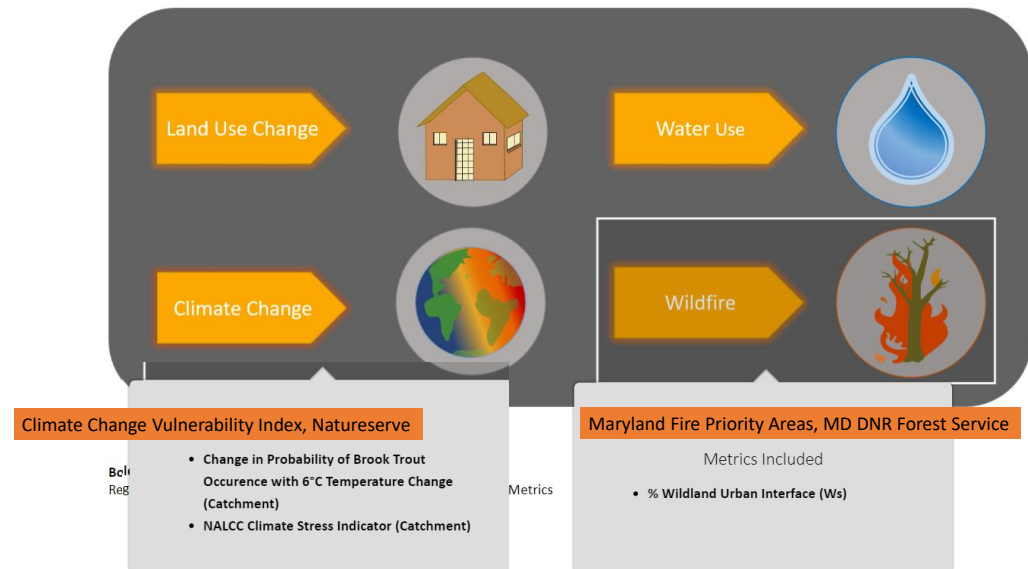 Land Use Change
Water Use
Climate Change
Wildfire
Climate Change Vulnerability Index, Natureserve
Maryland Fire Priority Areas, MD DNR Forest Service
Metrics Included
• Change in Probability of Brook Trout
Occurence with 6°C Temperature Change
(Catchment)
• NALCC Climate Stress Indicator (Catchment)
Reg
Metrics
• % Wildland Urban Interface (Ws)